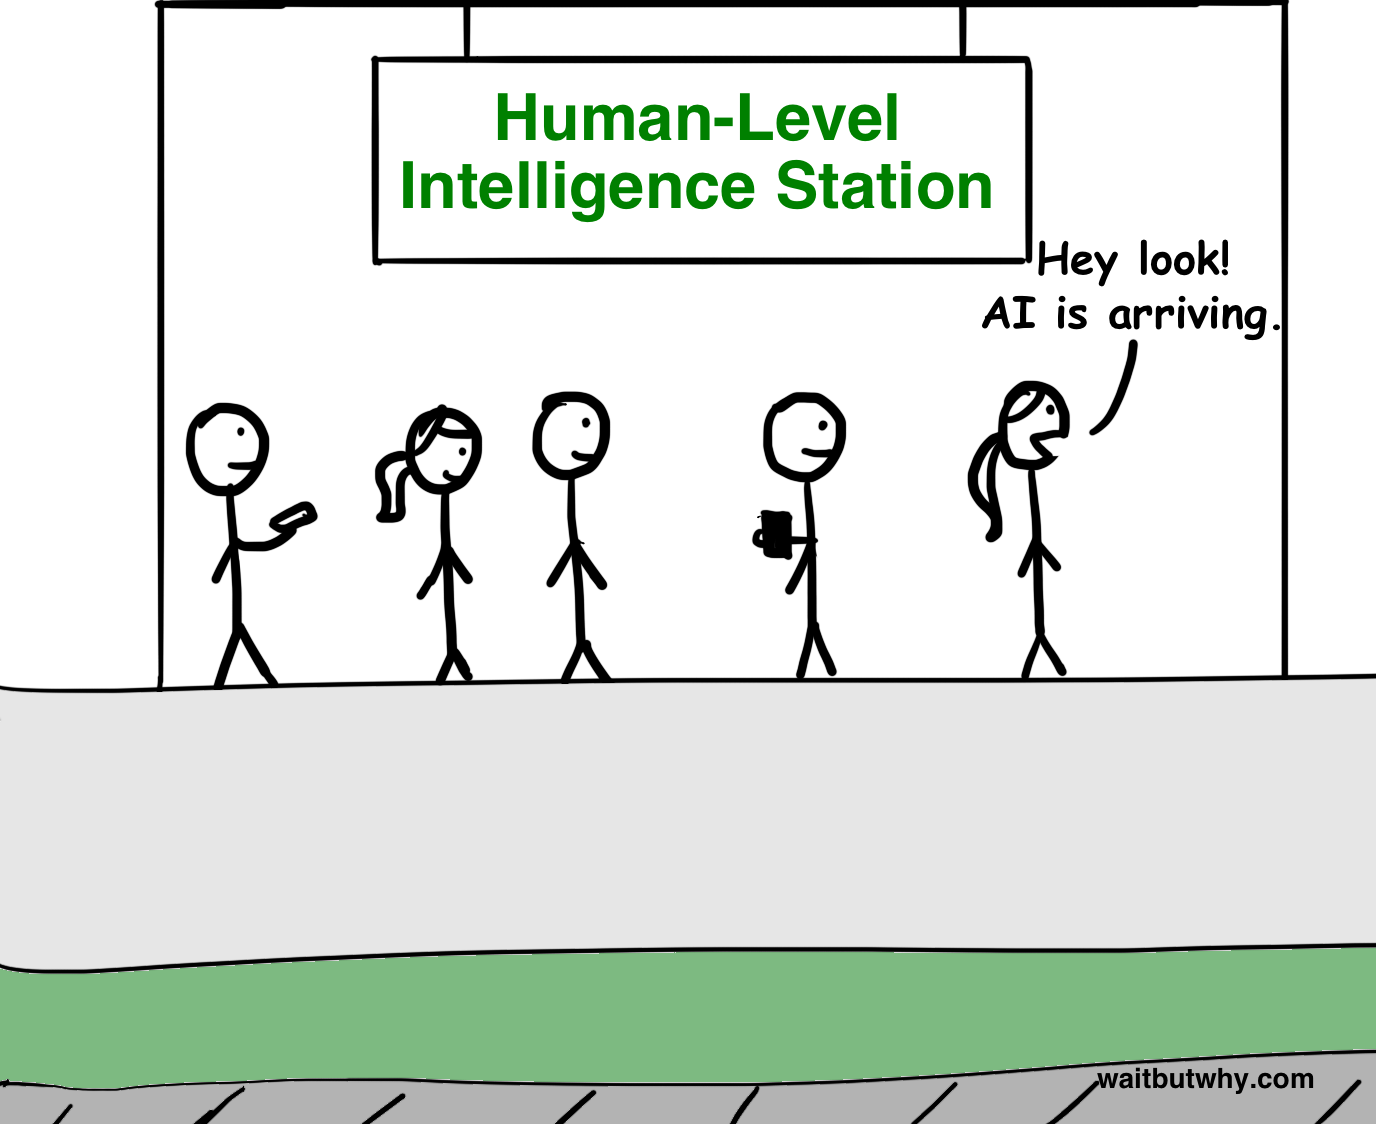 Human-Level
Intelligence Station
Hey look!
AI is arriving.
waitbutwhy.com